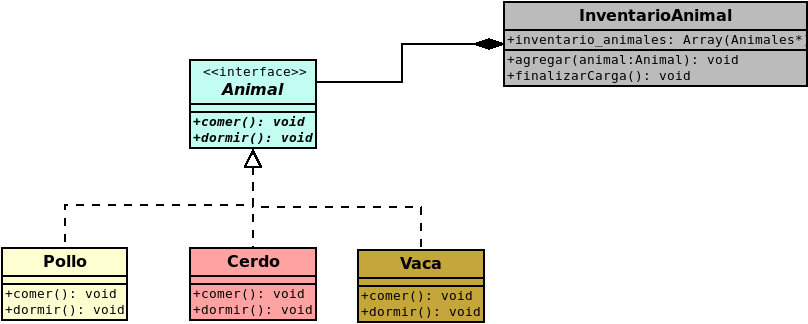 InventarioAnimal
+inventario_animales: Array(Animales*)
+agregar(animal:Animal): void
+finalizarCarga(): void
<<interface>>
Animal
+comer(): void
+dormir(): void
Pollo
+comer(): void
+dormir(): void
Cerdo
+comer(): void
+dormir(): void
Vaca
+comer(): void
+dormir(): void